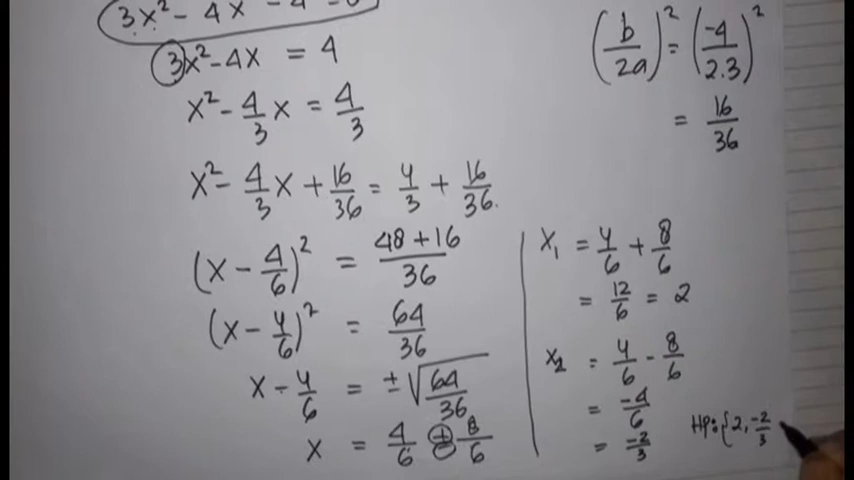 3x² - 4x - 4 = 0
3x² - 4x = 4
x² - 4/3 x = 4/3
x² - 4/3 x + 16/36 = 4/3 + 16/36.
(x - 4/6)² = 48 + 16/36
(x - 4/6)² = 64/36
x - 4/6 = ± √64/36
x = 4/6 ± 8/6
(b/2a)² = (-4/2.3)²
= 16/36
x₁ = 4/6 + 8/6
= 12/6 = 2
x₂ = 4/6 - 8/6
= -4/6
= -2/3
HP: {2, -2/3